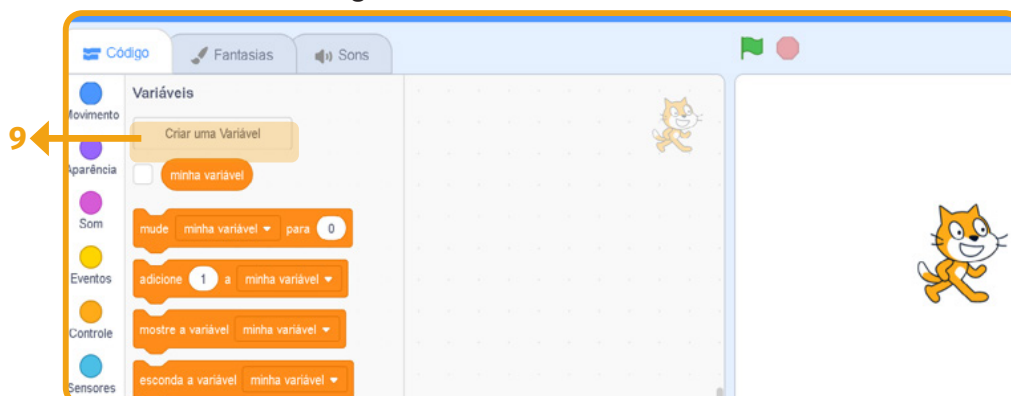 Código
Fantasias
Sons
Movimento
Aparência
Som
Eventos
Controle
Sensores
Variáveis
Criar uma Variável
9
minha variável
mude minha variável para 0
adicione 1 a minha variável
mostre a variável minha variável
esconda a variável minha variável